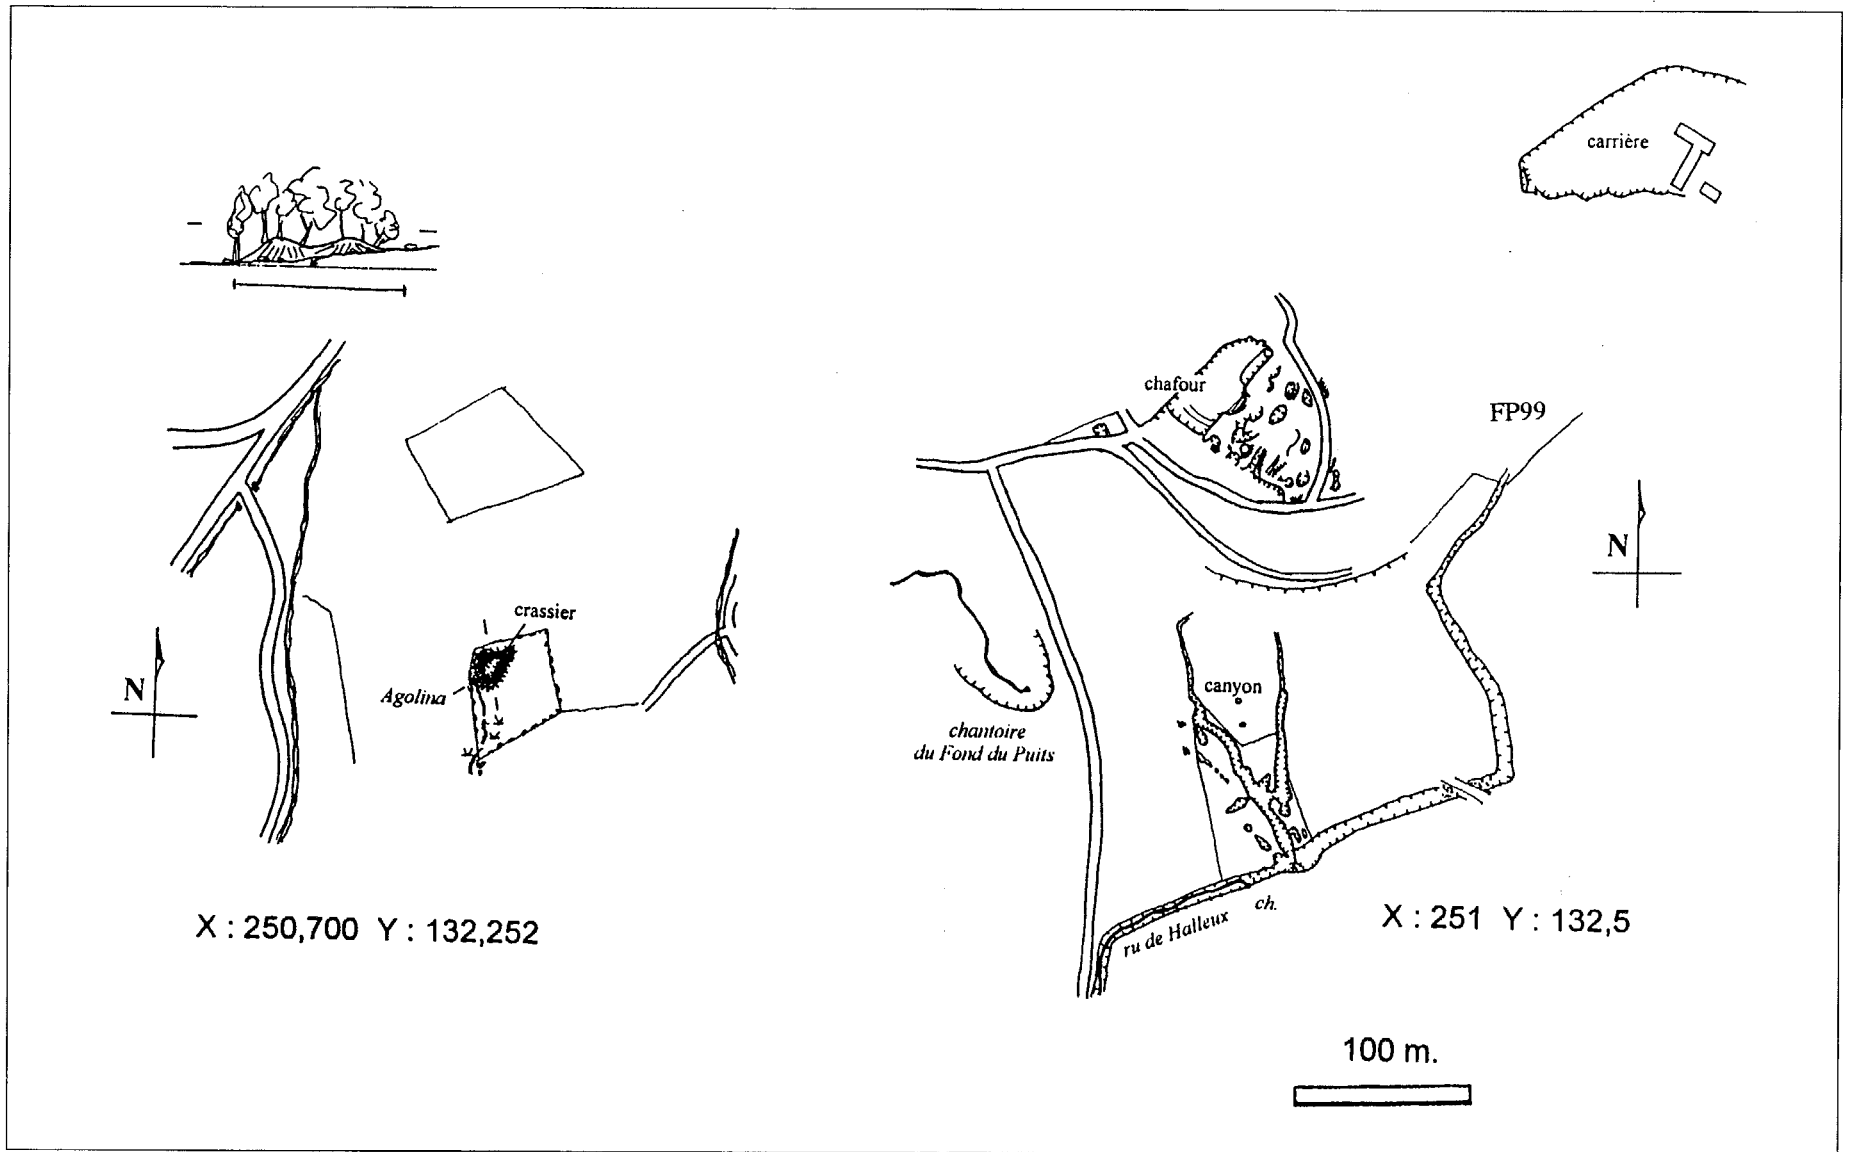 carrière
chafour
FP99
N
crassier
Agolina
N
canyon
chantoire
du Fond du Puits
ch.
ru de Halleux
X : 250,700 Y : 132,252
X : 251 Y : 132,5
100 m.